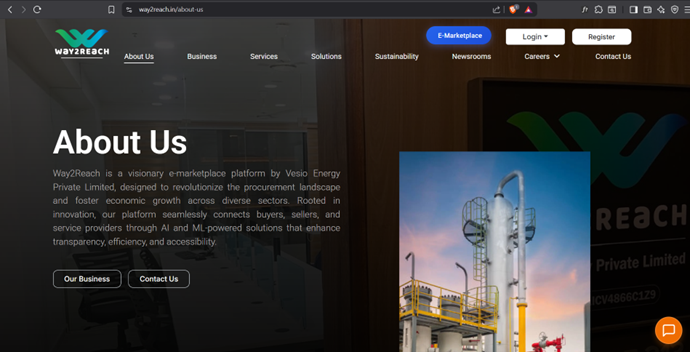 way2reach.in/about-us
E-Marketplace
Login
Register
WAY2REACH
About Us
Business
Services
Solutions
Sustainability
Newsrooms
Careers
Contact Us
About Us
Way2Reach is a visionary e-marketplace platform by Vesio Energy
Private Limited, designed to revolutionize the procurement landscape
and foster economic growth across diverse sectors. Rooted in
innovation, our platform seamlessly connects buyers, sellers, and
service providers through AI and ML-powered solutions that enhance
transparency, efficiency, and accessibility.
Our Business
Contact Us
Y2REACH
Private Limited